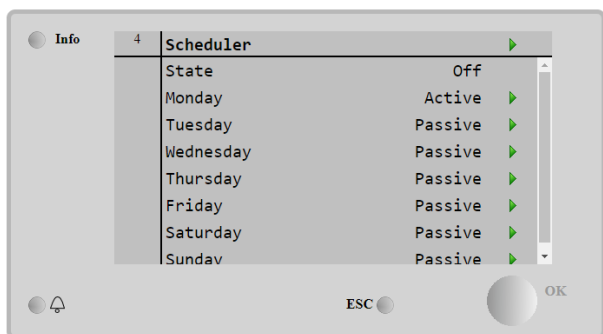 Info
4 Scheduler
State Off
Monday Active
Tuesday Passive
Wednesday Passive
Thursday Passive
Friday Passive
Saturday Passive
Sunday Passive
ESC
OK